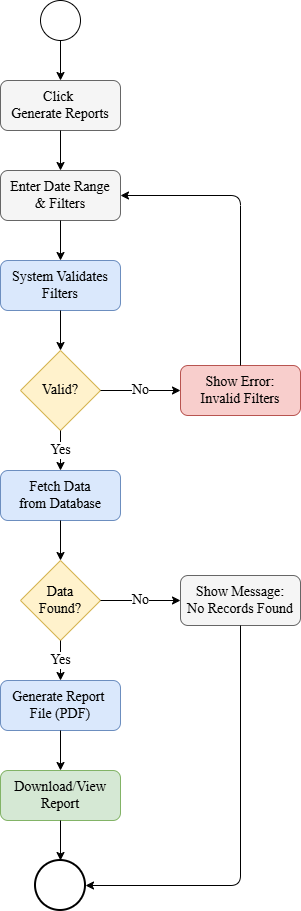 Click
Generate Reports
Enter Date Range
& Filters
System Validates
Filters
Valid?
No
Show Error:
Invalid Filters
Yes
Fetch Data
from Database
Data
Found?
No
Show Message:
No Records Found
Yes
Generate Report
File (PDF)
Download/View
Report